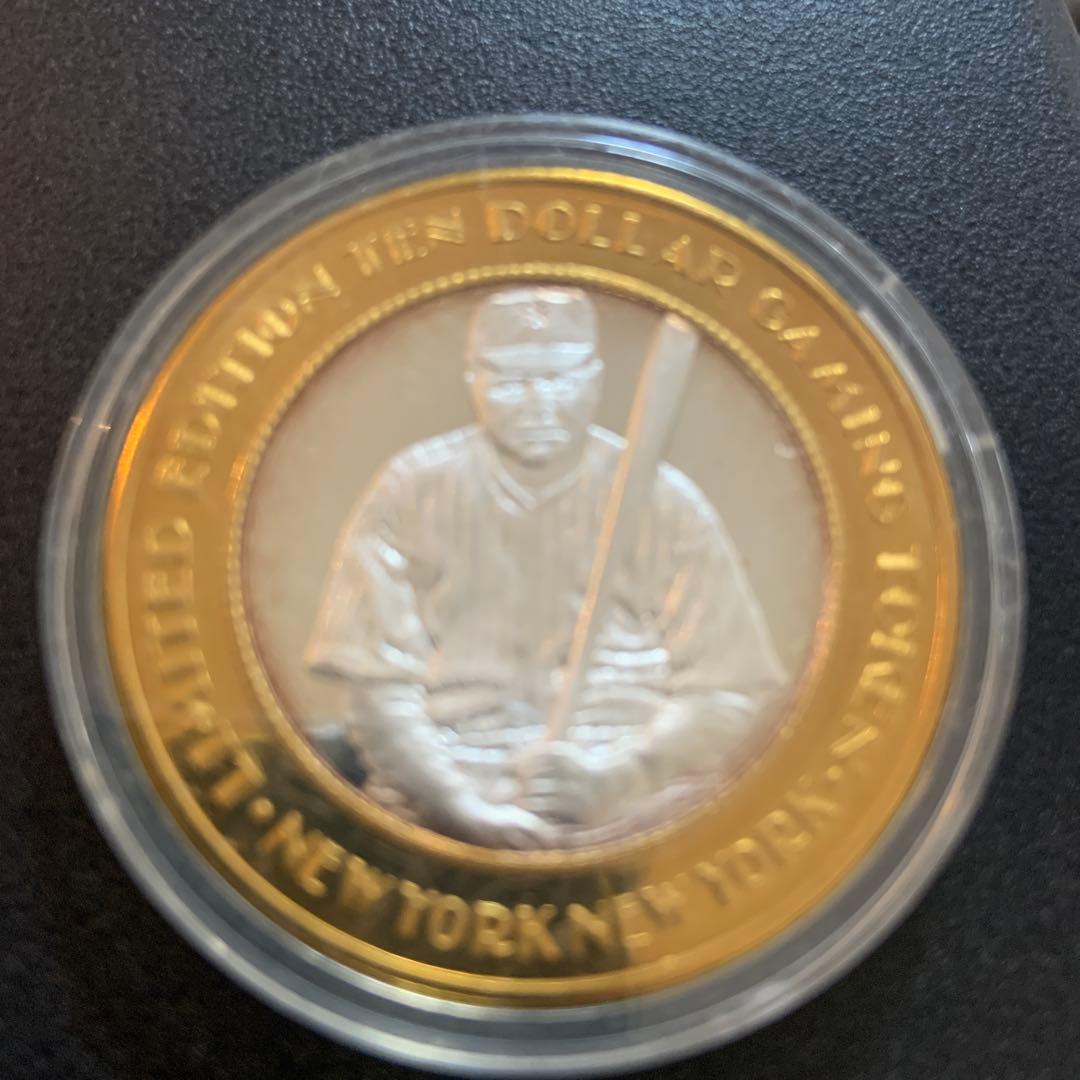 LIMITED EDITION TEN DOLLAR GAMING TOKEN
• NEW YORK NEW YORK •